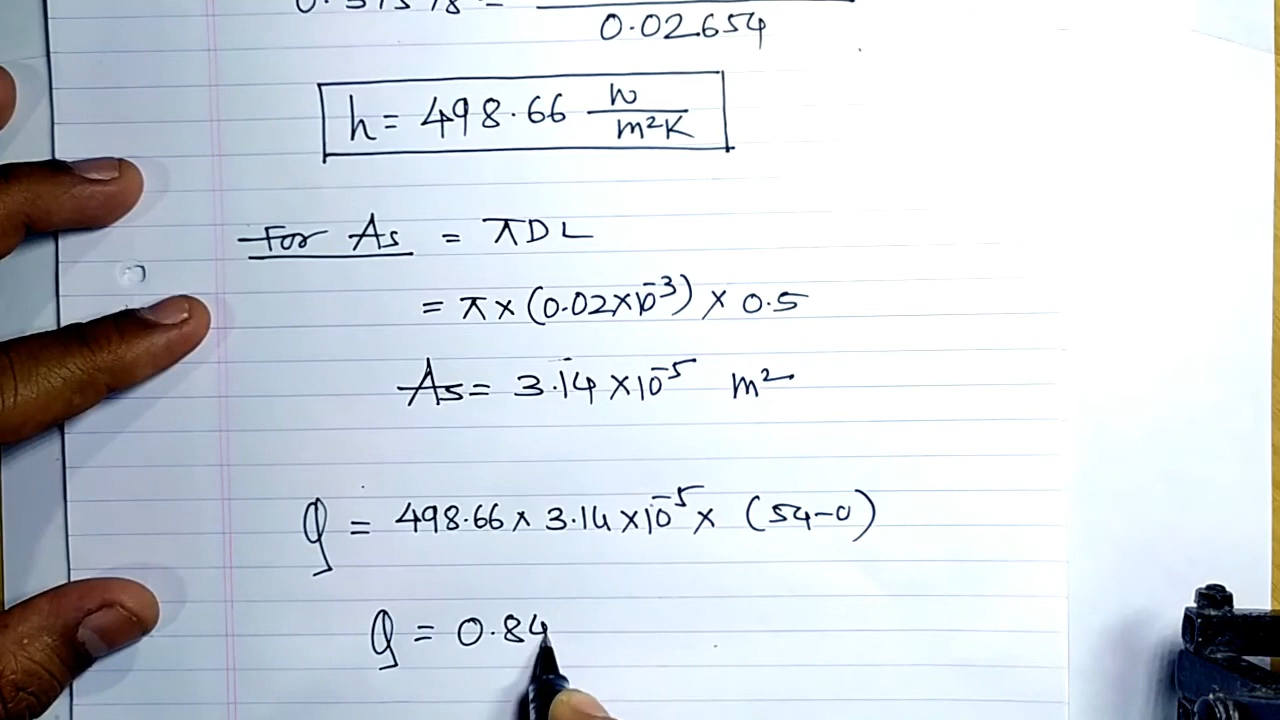 0.02654
h = 498.66 W/m²K
For As = πDL
= π × (0.02×10⁻³) × 0.5
As = 3.14 × 10⁻⁵ m²
Q = 498.66 × 3.14 × 10⁻⁵ × (54-0)
Q = 0.84